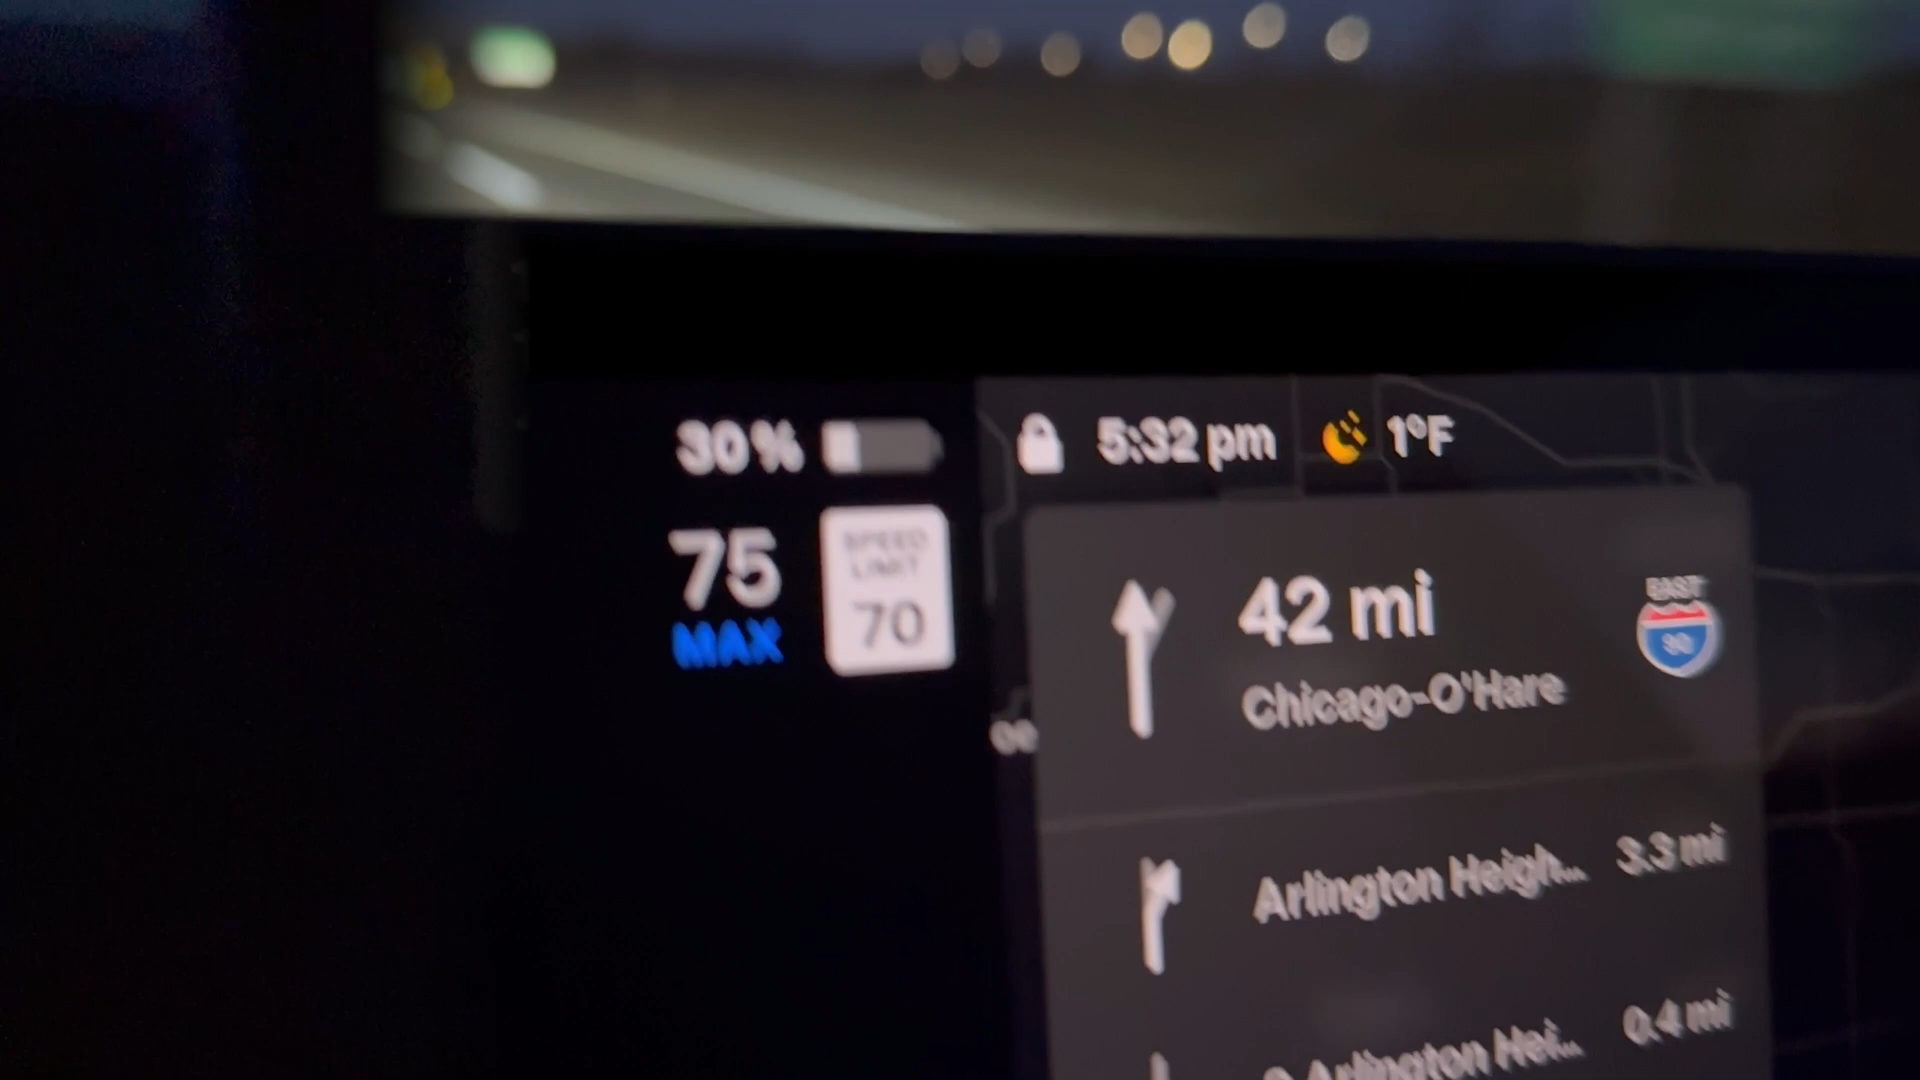 30%
5:32 pm
1°F
75
MAX
SPEED
LIMIT
70
42 mi
Chicago-O'Hare
EAST
90
Arlington Heigh...
3.3 mi
Arlington Hei...
0.4 mi